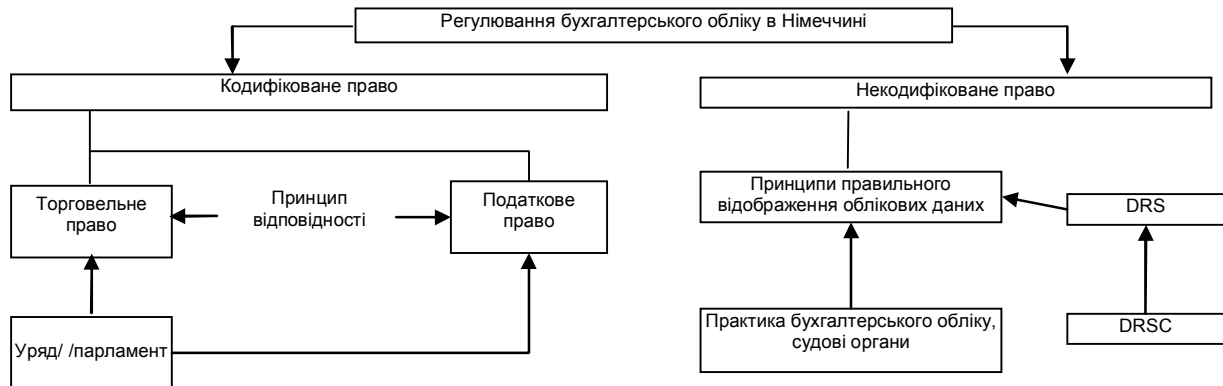 Регулювання бухгалтерського обліку в Німеччині
Кодифіковане право
Некодифіковане право
Торговельне
право
Принцип
відповідності
Податкове
право
Принципи правильного
відображення облікових даних
DRS
Уряд/ /парламент
Практика бухгалтерського обліку,
судові органи
DRSC